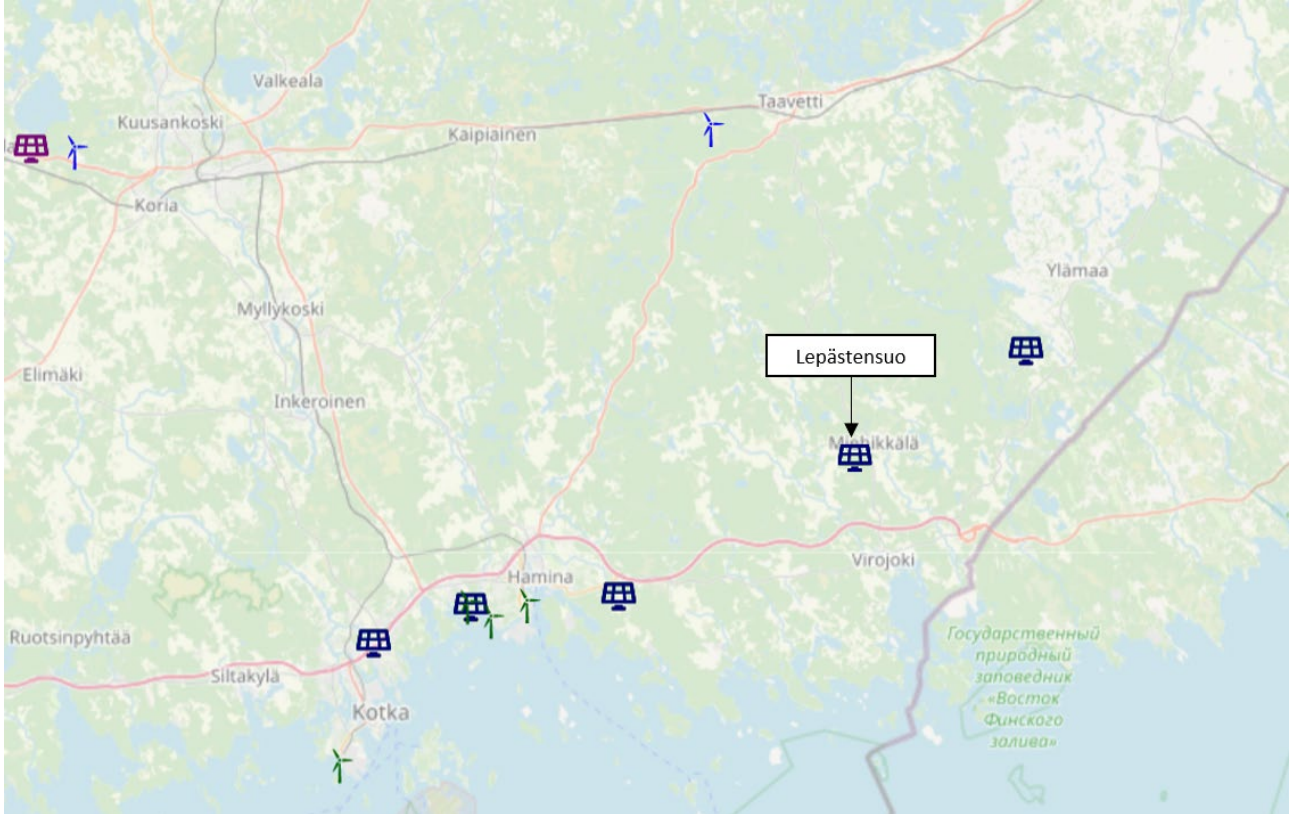 Valkeala
Taavetti
Kuusankoski
Kaipiainen
Koria
Ylämaa
Myllykoski
Lepästensuo
Elimäki
Inkeroinen
Miehikkälä
Virojoki
Hamina
Ruotsinpyhtää
Siltakylä
Kotka
Государственный
природный
заповедник
«Восток
Финского
залива»